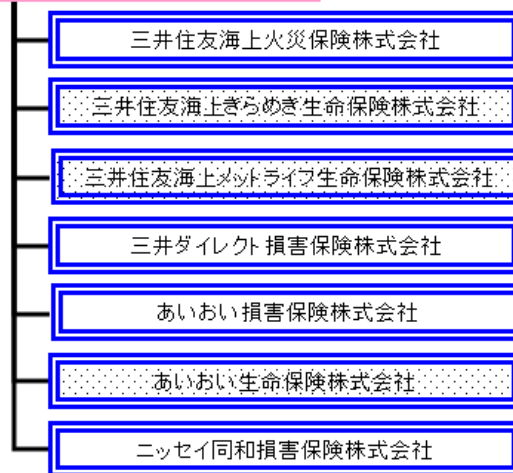 三井住友海上火災保険株式会社
三井住友海上きらめき生命保険株式会社
三井住友海上メットライフ生命保険株式会社
三井ダイレクト損害保険株式会社
あいおい損害保険株式会社
あいおい生命保険株式会社
ニッセイ同和損害保険株式会社